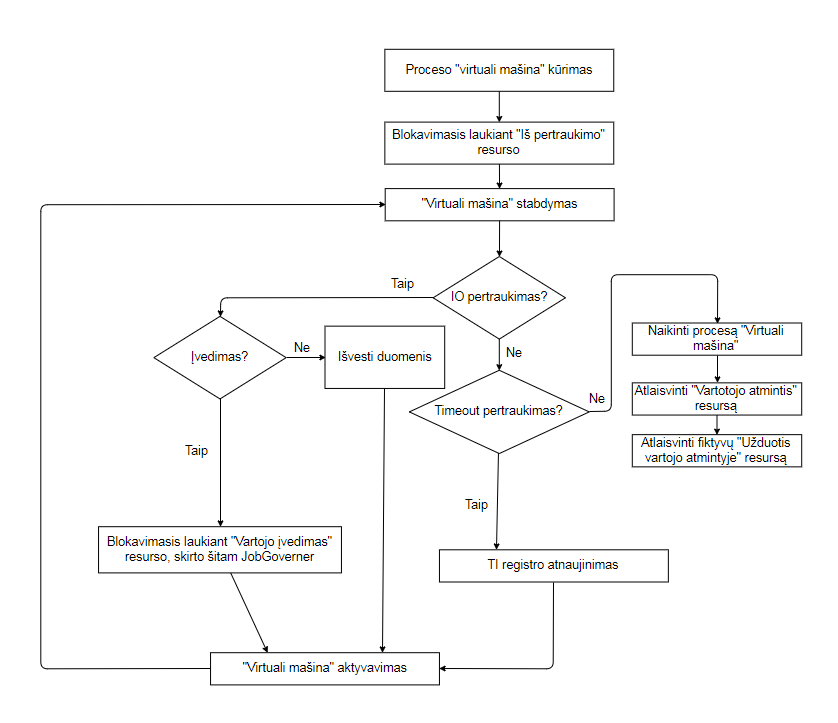 Proceso "virtuali mašina" kūrimas
Blokavimasis laukiant "Iš pertraukimo"
resurso
"Virtuali mašina" stabdymas
Taip
IO pertraukimas?
Naikinti procesą "Virtuali
mašina"
Įvedimas?
Ne
Išvesti duomenis
Ne
Timeout pertraukimas?
Ne
Atlaisvinti "Vartotojo atmintis"
resursą
Atlaisvinti fiktyvų "Užduotis
vartojo atmintyje" resursą
Taip
Taip
Blokavimasis laukiant "Vartojo įvedimas"
resurso, skirto šitam JobGoverner
TI registro atnaujinimas
"Virtuali mašina" aktyvavimas